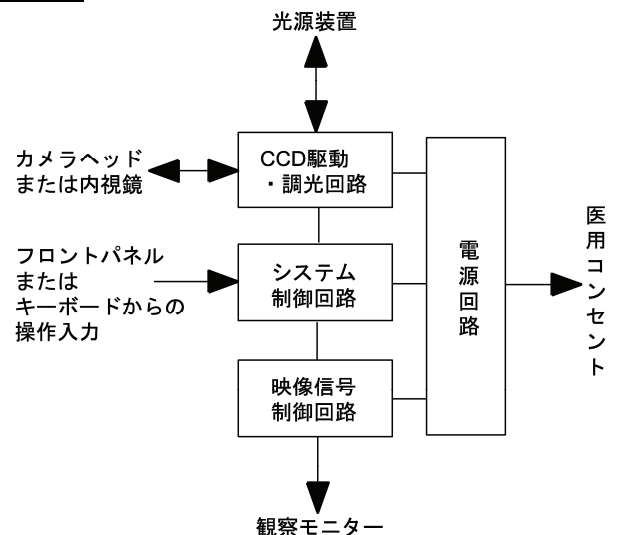 光源装置
カメラヘッド
または内視鏡
CCD駆動
・調光回路
フロントパネル
または
キーボードからの
操作入力
システム
制御回路
映像信号
制御回路
電源回路
医用コンセント
観察モニター